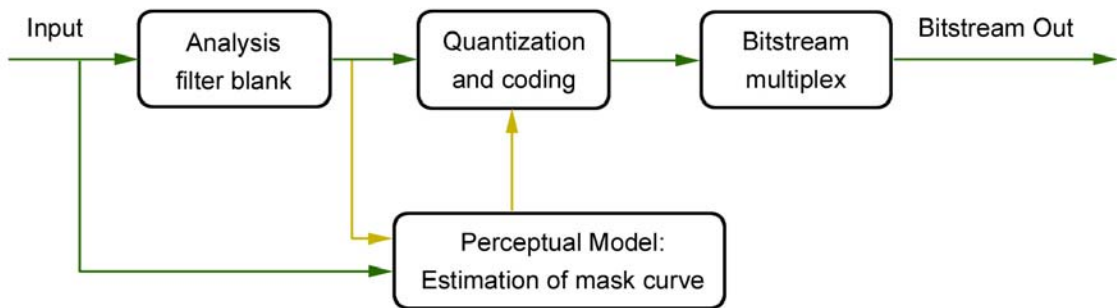 Input
Analysis
filter blank
Quantization
and coding
Bitstream
multiplex
Bitstream Out
Perceptual Model:
Estimation of mask curve